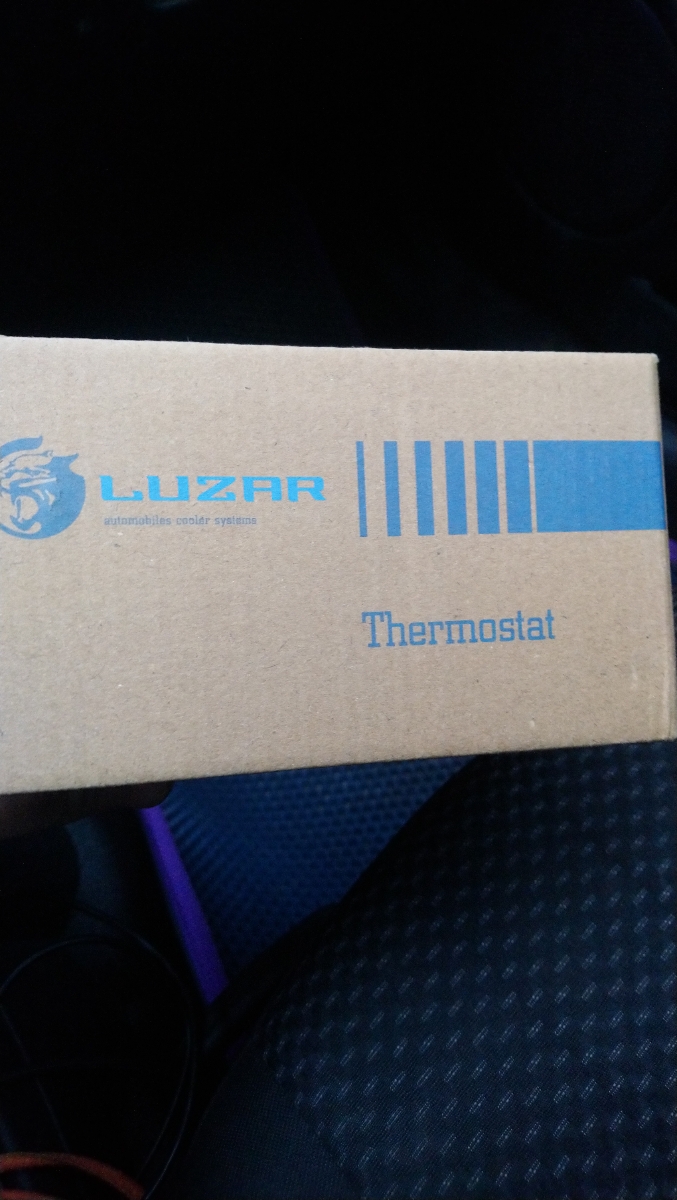 LUZAR
automobiles cooler systems
Thermostat